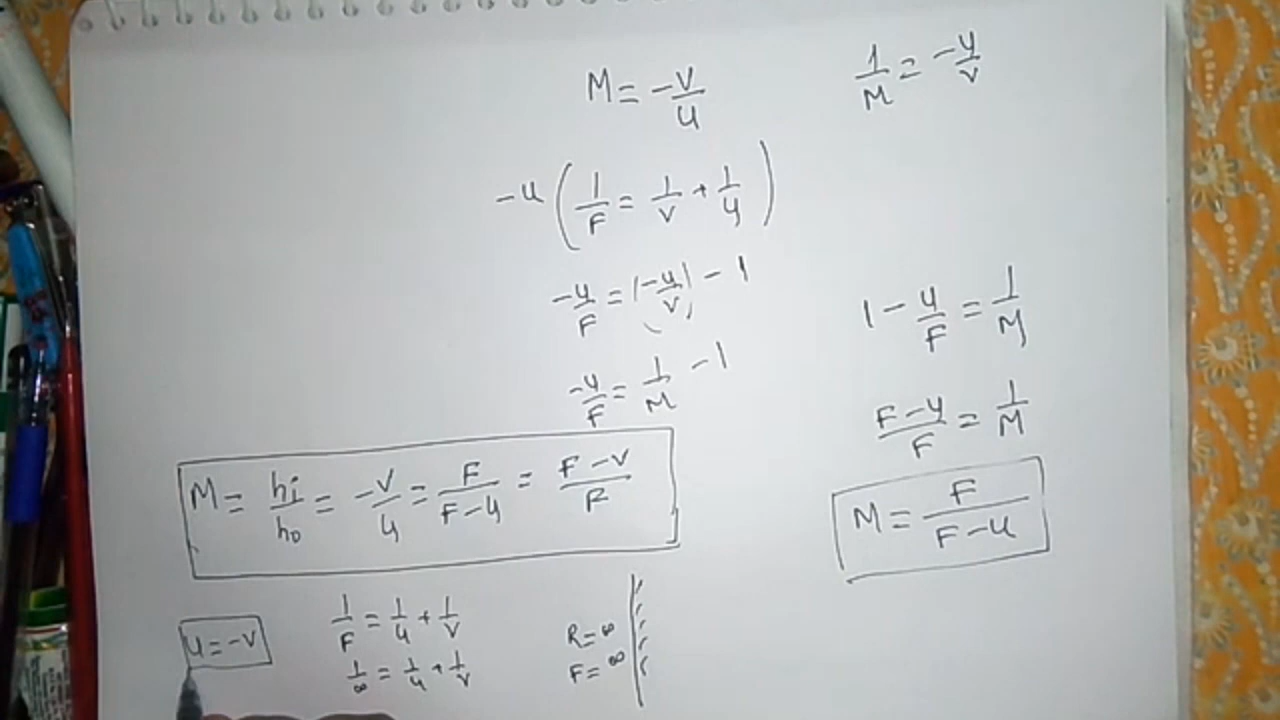 M = -V/u
1/M = -u/v
-u ( 1/F = 1/v + 1/u )
-u/F = (-u/v) - 1
-u/F = 1/M - 1
1 - u/F = 1/M
F-u/F = 1/M
M = F/F-u
M = hi/ho = -V/u = F/F-u = F-V/F
u = -v
1/F = 1/u + 1/v
1/∞ = 1/u + 1/v
R = ∞
F = ∞